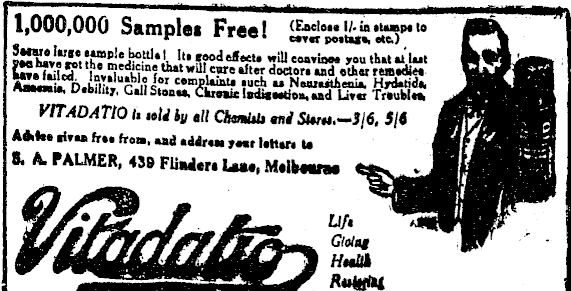 1,000,000 Samples Free!
(Enclose 1/- in stamps to
cover postage, etc.)
Secure large sample bottle! Its good effects will convince you that at last
you have got the medicine that will cure after doctors and other remedies
have failed. Invaluable for complaints such as Neurasthenia, Hydatids,
Anaemia, Debility, Gall Stones, Chronic Indigestion, and Liver Troubles.
VITADATIO is sold by all Chemists and Stores.—3/6, 5/6
Advice given free from, and address your letters to
S. A. PALMER, 439 Flinders Lane, Melbourne
Vitadatio
Life
Giving
Health
Restoring